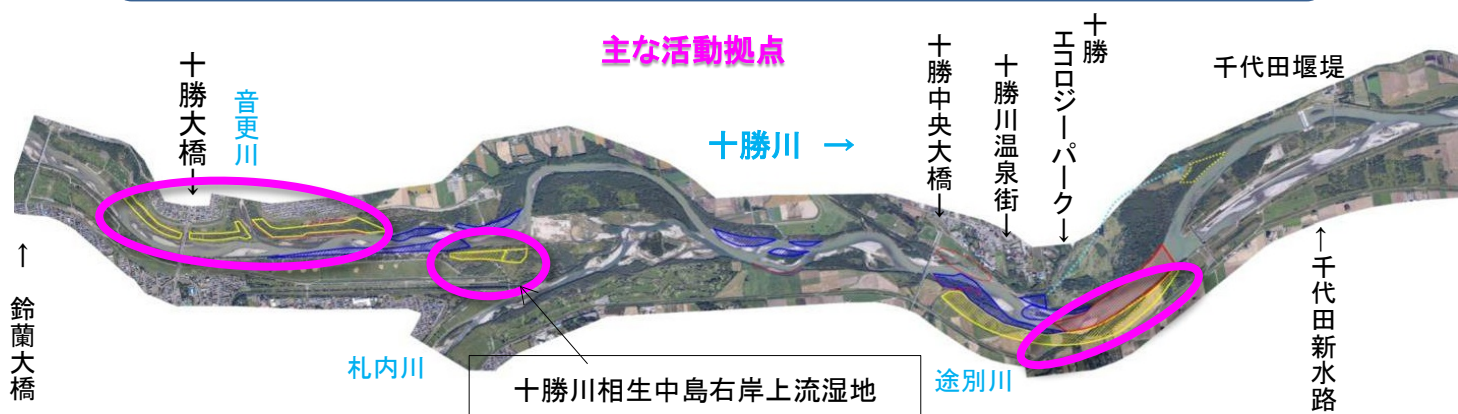 主な活動拠点
十勝大橋↓
音更川
十勝川 →
十勝中央大橋↓
十勝川温泉街↓
十勝
エコロジーパーク↓
千代田堰堤
↑鈴蘭大橋
札内川
十勝川相生中島右岸上流湿地
途別川
↑千代田新水路